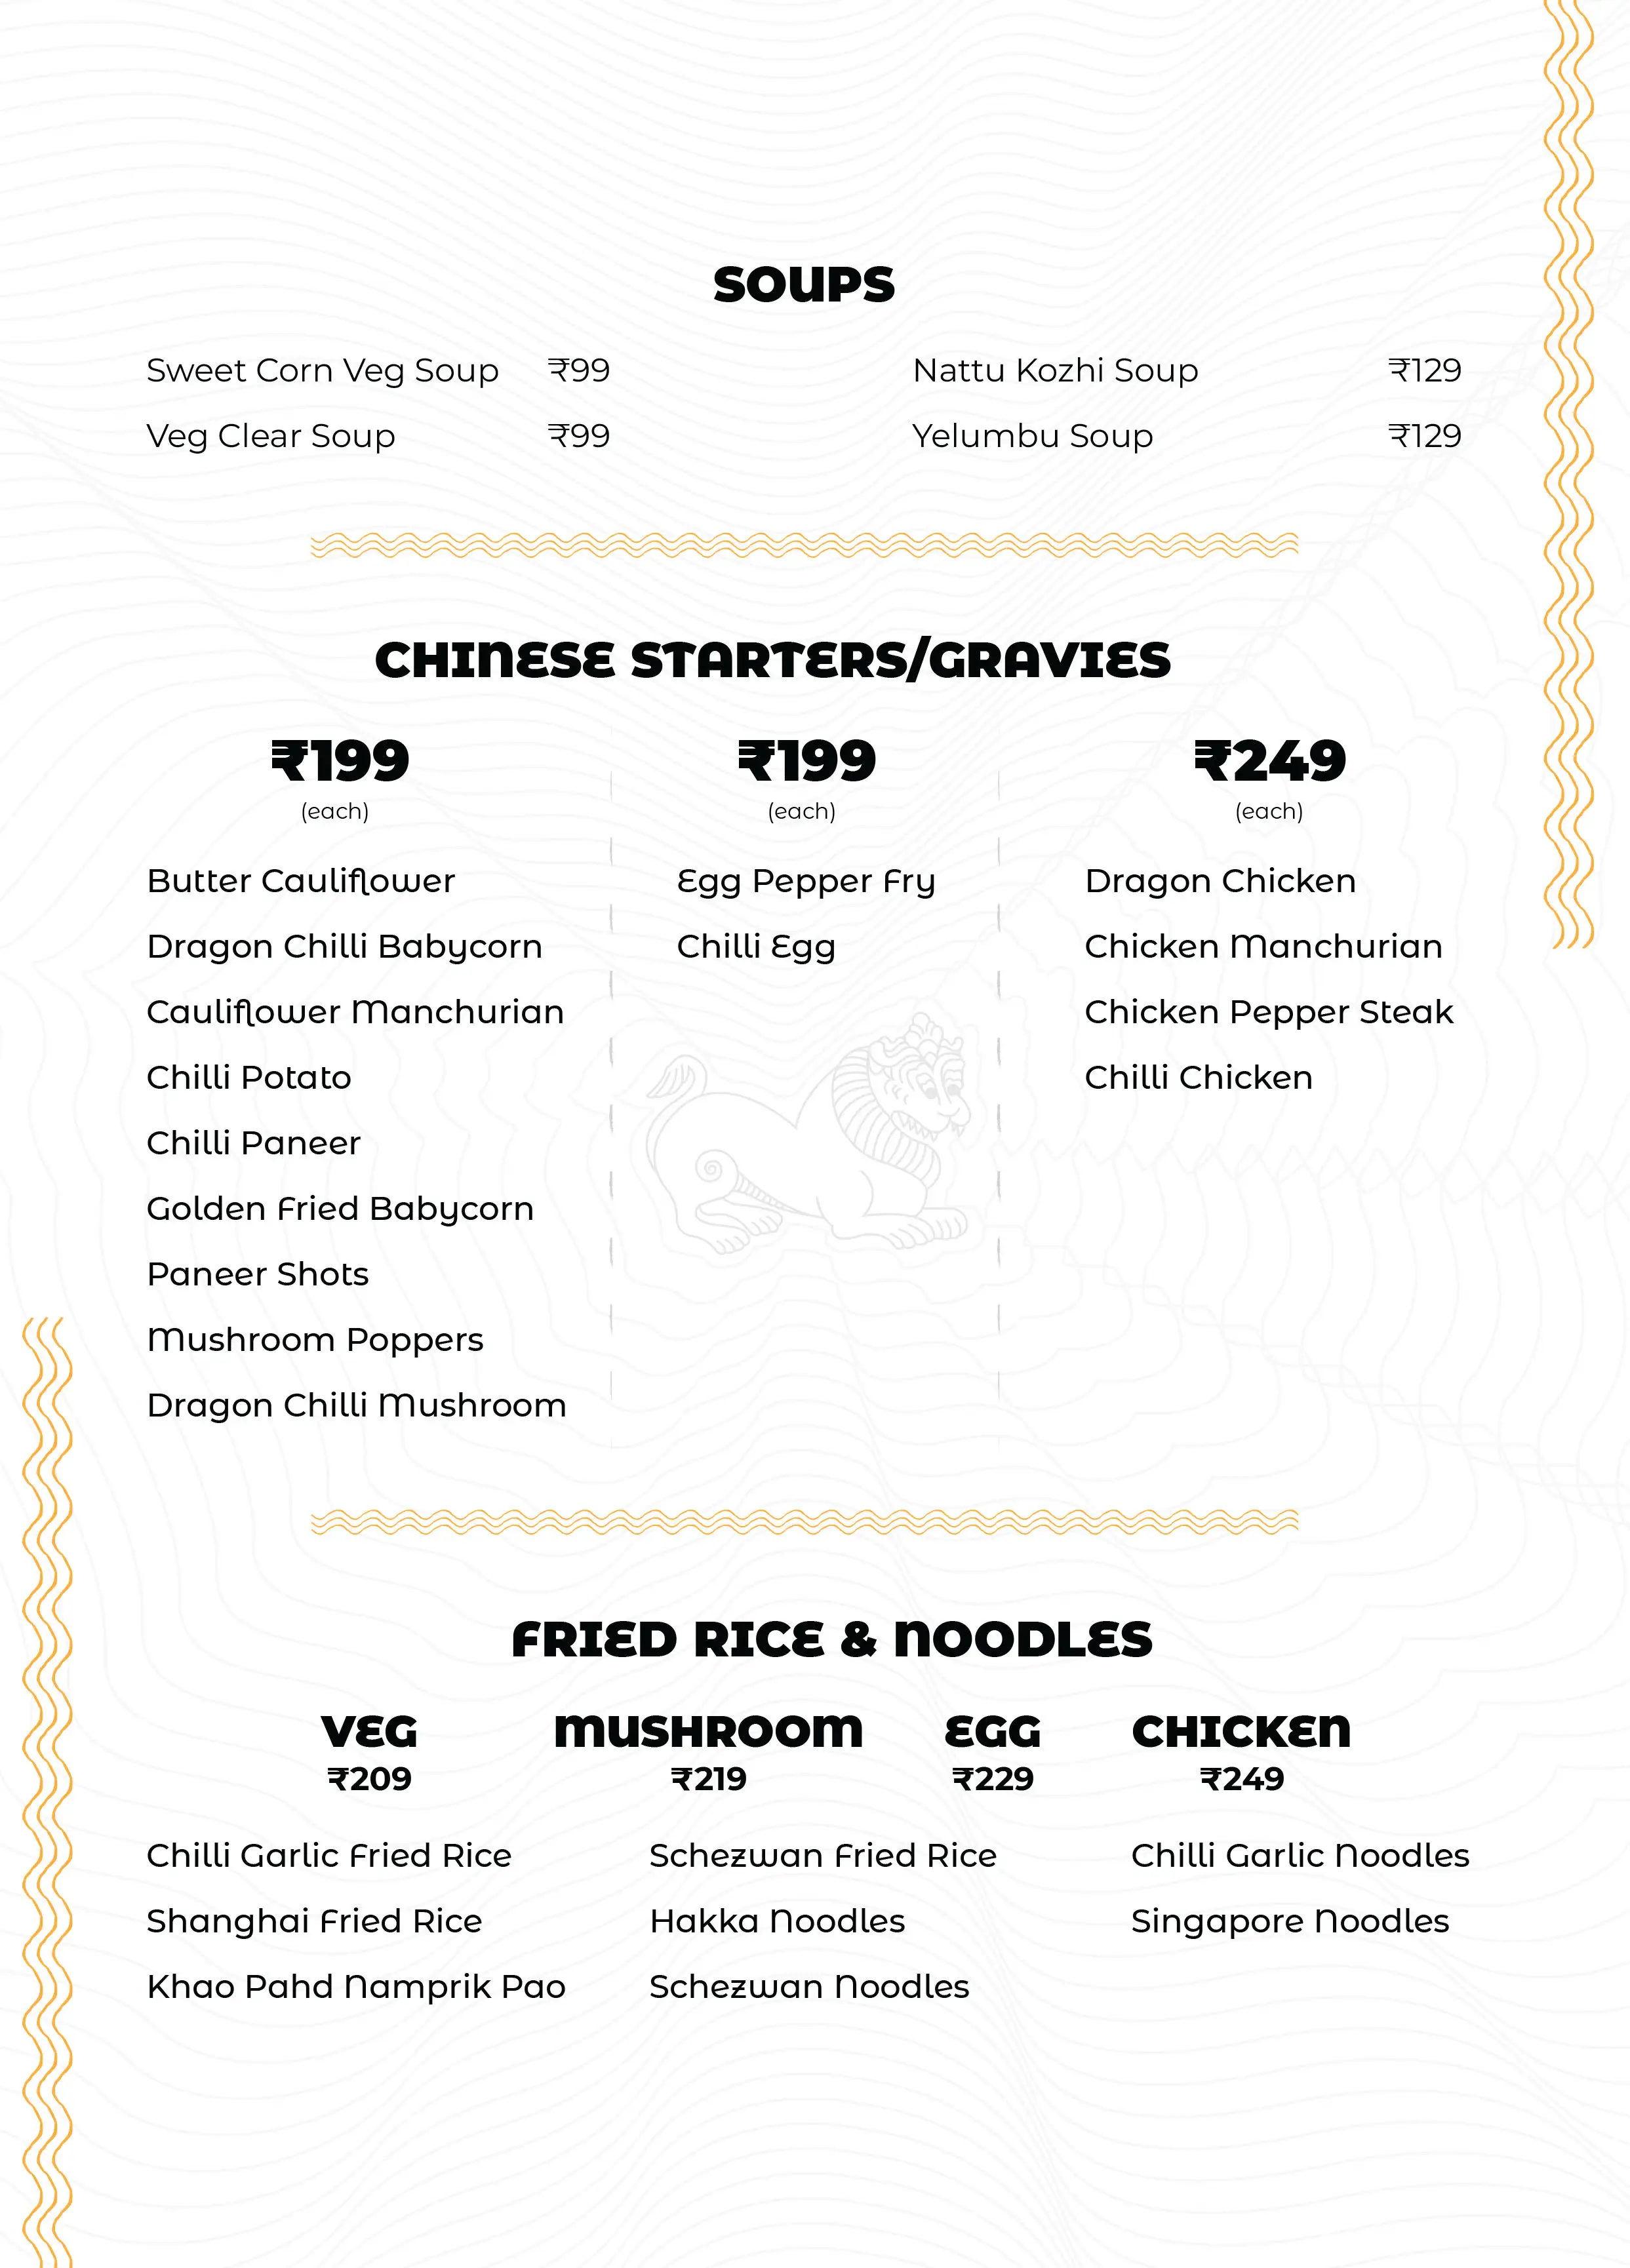 SOUPS
Sweet Corn Veg Soup ₹99
Veg Clear Soup ₹99
Nattu Kozhi Soup ₹129
Yelumbu Soup ₹129
CHINESE STARTERS/GRAVIES
₹199
(each)
Butter Cauliflower
Dragon Chilli Babycorn
Cauliflower Manchurian
Chilli Potato
Chilli Paneer
Golden Fried Babycorn
Paneer Shots
Mushroom Poppers
Dragon Chilli Mushroom
₹199
(each)
Egg Pepper Fry
Chilli Egg
₹249
(each)
Dragon Chicken
Chicken Manchurian
Chicken Pepper Steak
Chilli Chicken
FRIED RICE & NOODLES
VEG
₹209
MUSHROOM
₹219
EGG
₹229
CHICKEN
₹249
Chilli Garlic Fried Rice
Shanghai Fried Rice
Khao Pahd Namprik Pao
Schezwan Fried Rice
Hakka Noodles
Schezwan Noodles
Chilli Garlic Noodles
Singapore Noodles